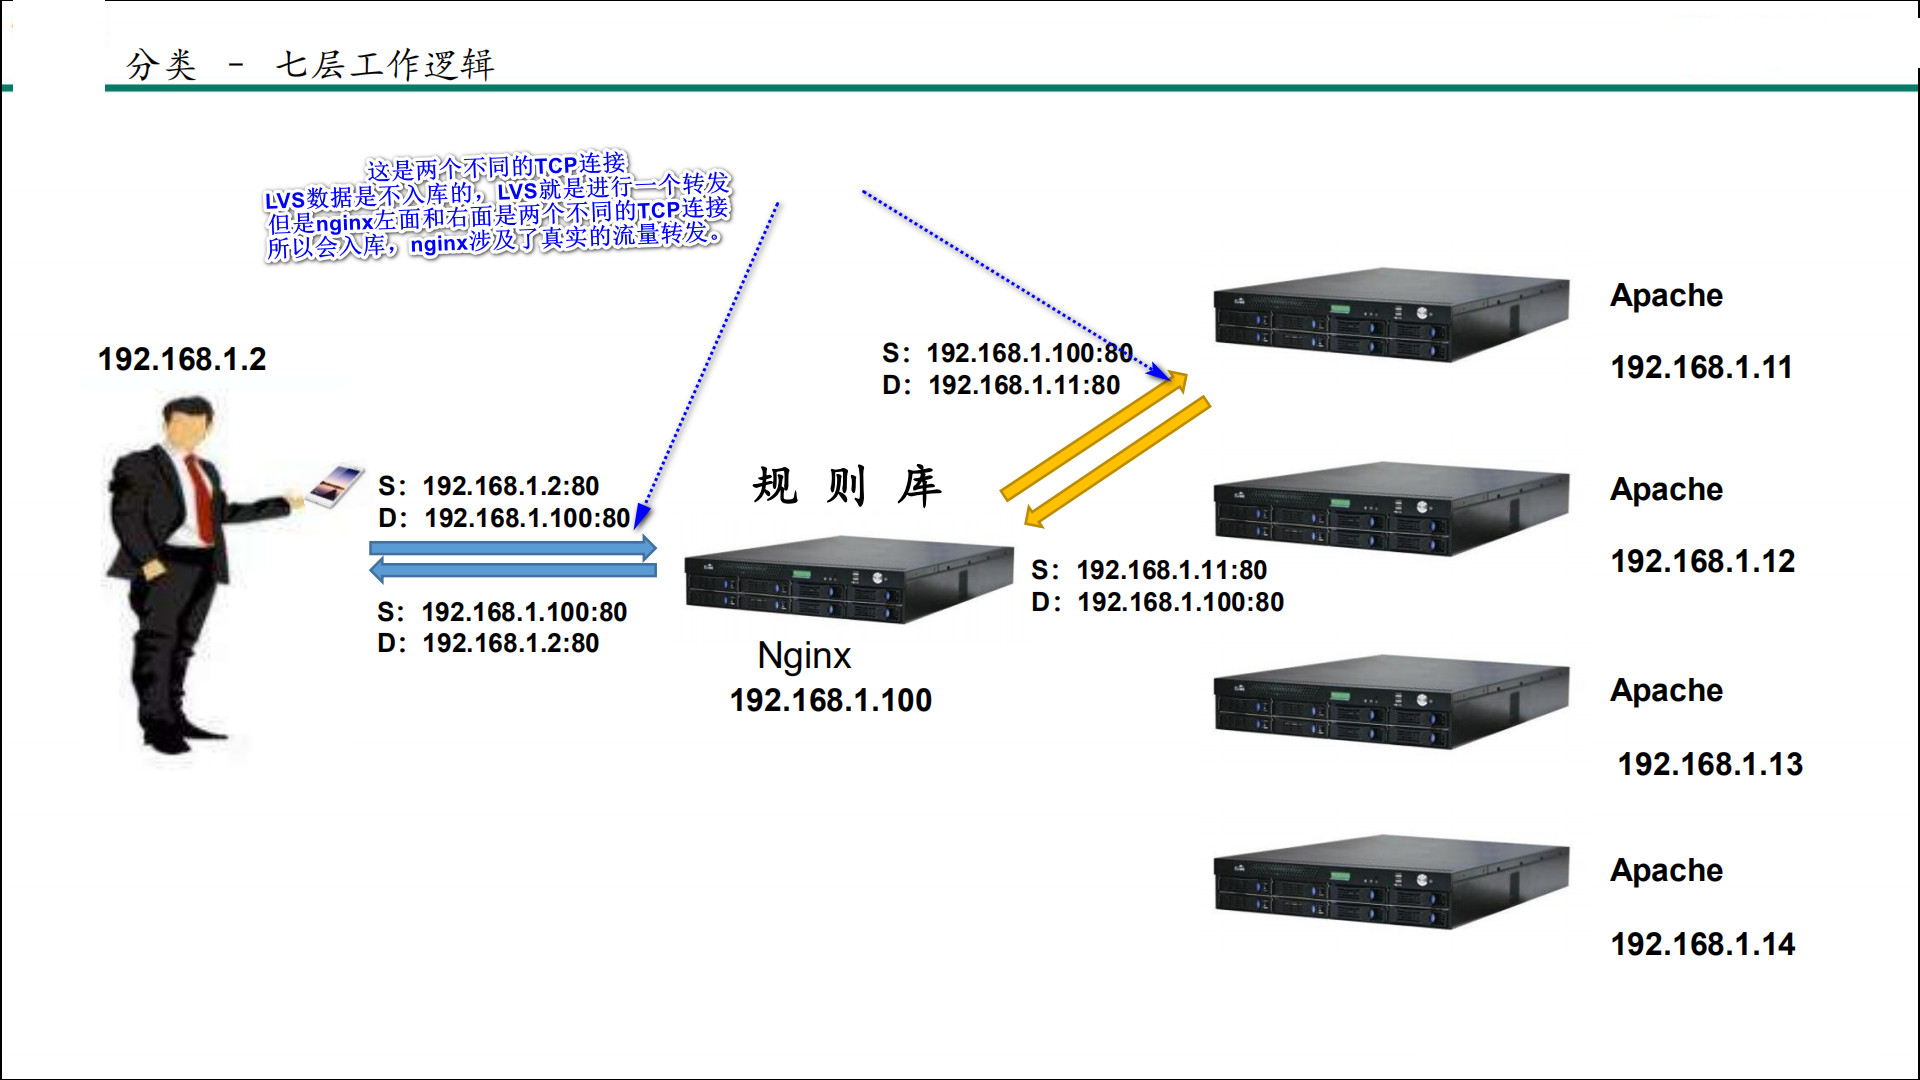 分类 - 七层工作逻辑
这是两个不同的TCP连接
LVS数据是不入库的，LVS就是进行一个转发
但是nginx左面和右面是两个不同的TCP连接
所以会入库，nginx涉及了真实的流量转发。
192.168.1.2
S：192.168.1.2:80
D：192.168.1.100:80
S：192.168.1.100:80
D：192.168.1.2:80
规 则 库
Nginx
192.168.1.100
S：192.168.1.100:80
D：192.168.1.11:80
S：192.168.1.11:80
D：192.168.1.100:80
Apache
192.168.1.11
Apache
192.168.1.12
Apache
192.168.1.13
Apache
192.168.1.14